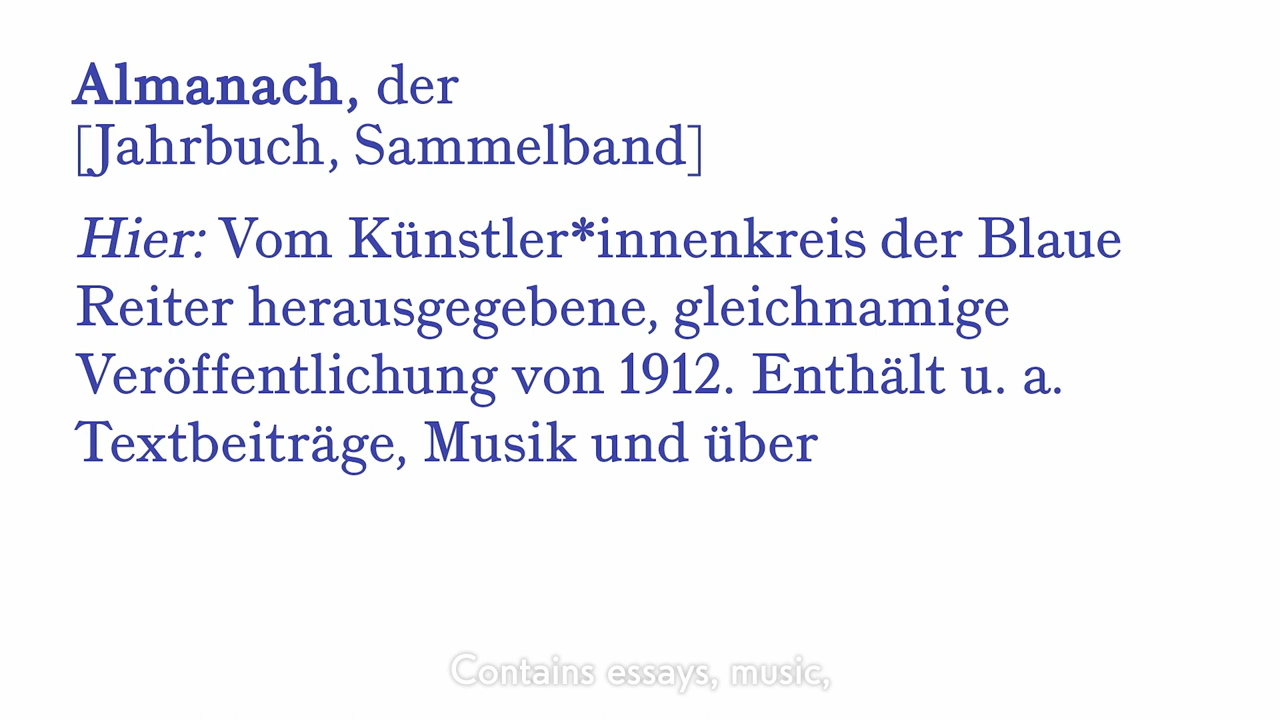 Almanach, der
[Jahrbuch, Sammelband]
Hier: Vom Künstler*innenkreis der Blaue
Reiter herausgegebene, gleichnamige
Veröffentlichung von 1912. Enthält u. a.
Textbeiträge, Musik und über
Contains essays, music,